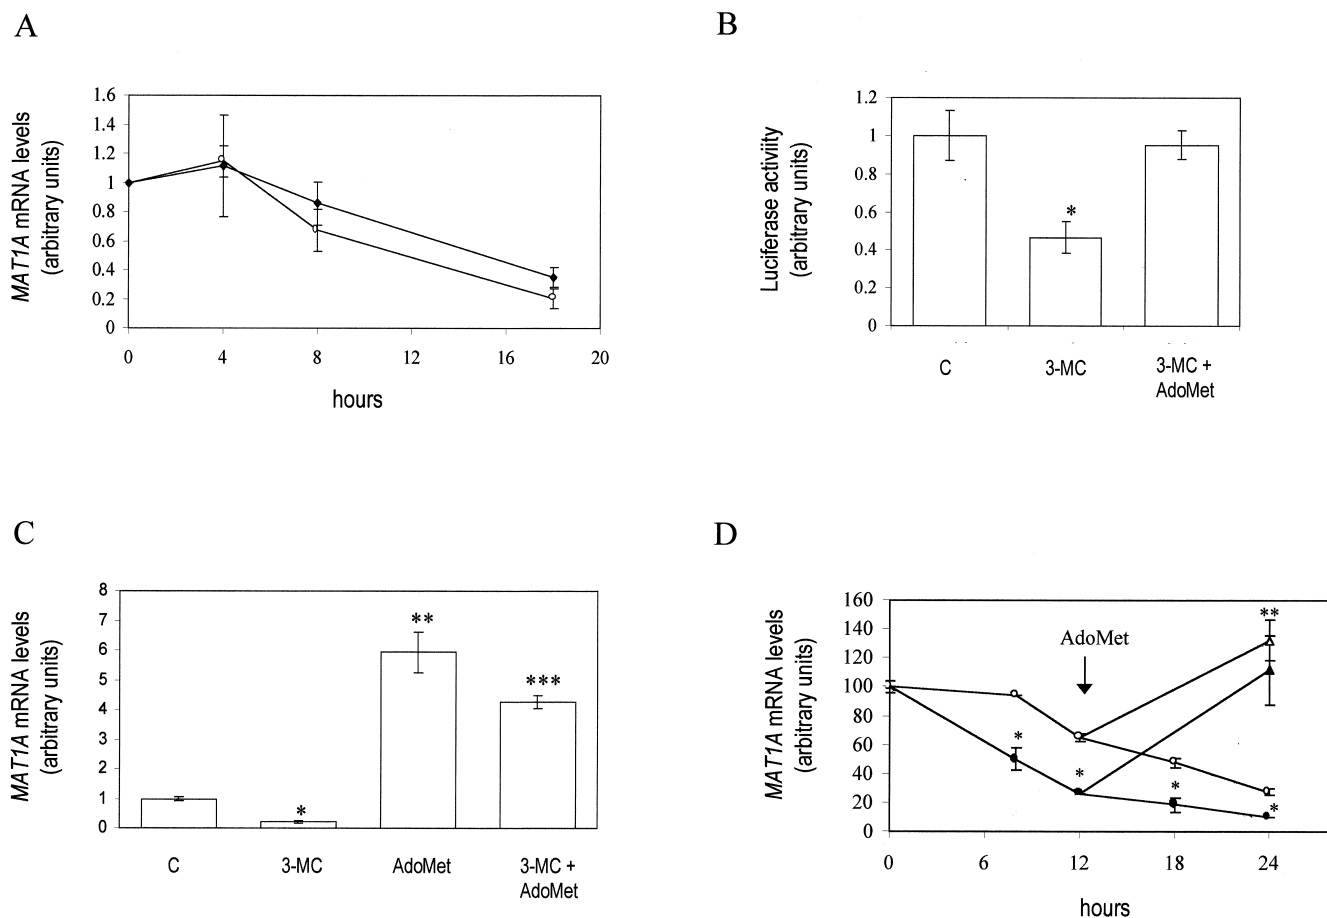 A
MAT1A mRNA levels
(arbitrary units)
1.6
1.4
1.2
1
0.8
0.6
0.4
0.2
0
0 4 8 12 16 20
hours
B
Luciferase activiity
(arbitrary units)
1.2
1
0.8
0.6
0.4
0.2
0
*
C 3-MC 3-MC +
AdoMet
C
MAT1A mRNA levels
(arbitrary units)
8
7
6
5
4
3
2
1
0
*
**
***
C 3-MC AdoMet 3-MC +
AdoMet
D
MAT1A mRNA levels
(arbitrary units)
160
140
120
100
80
60
40
20
0
AdoMet
**
*
*
*
*
0 6 12 18 24
hours